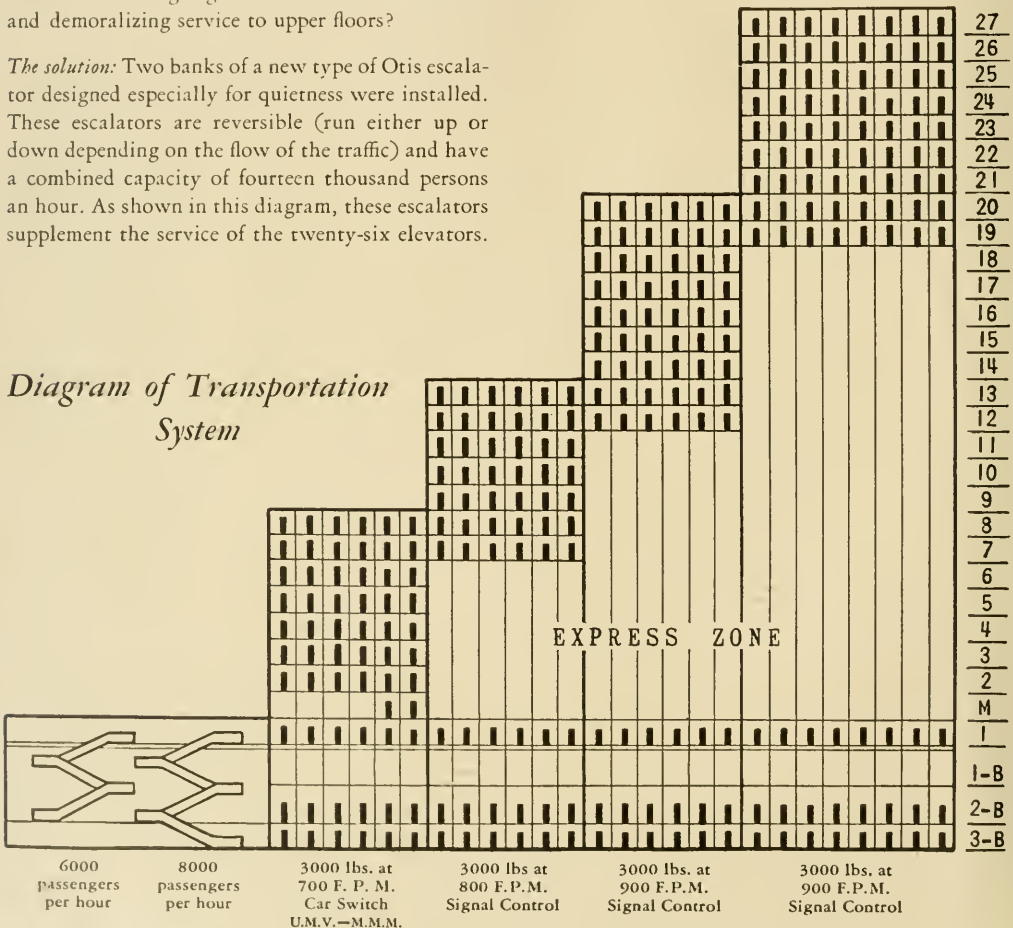 and demoralizing service to upper floors?
The solution: Two banks of a new type of Otis escala-
tor designed especially for quietness were installed.
These escalators are reversible (run either up or
down depending on the flow of the traffic) and have
a combined capacity of fourteen thousand persons
an hour. As shown in this diagram, these escalators
supplement the service of the twenty-six elevators.
Diagram of Transportation
System
27
26
25
24
23
22
21
20
19
18
17
16
15
14
13
12
11
10
9
8
7
6
5
4
3
2
M
1
1-B
2-B
3-B
EXPRESS ZONE
6000
passengers
per hour
8000
passengers
per hour
3000 lbs. at
700 F. P. M.
Car Switch
U.M.V.—M.M.M.
3000 lbs at
800 F.P.M.
Signal Control
3000 lbs. at
900 F.P.M.
Signal Control
3000 lbs. at
900 F.P.M.
Signal Control